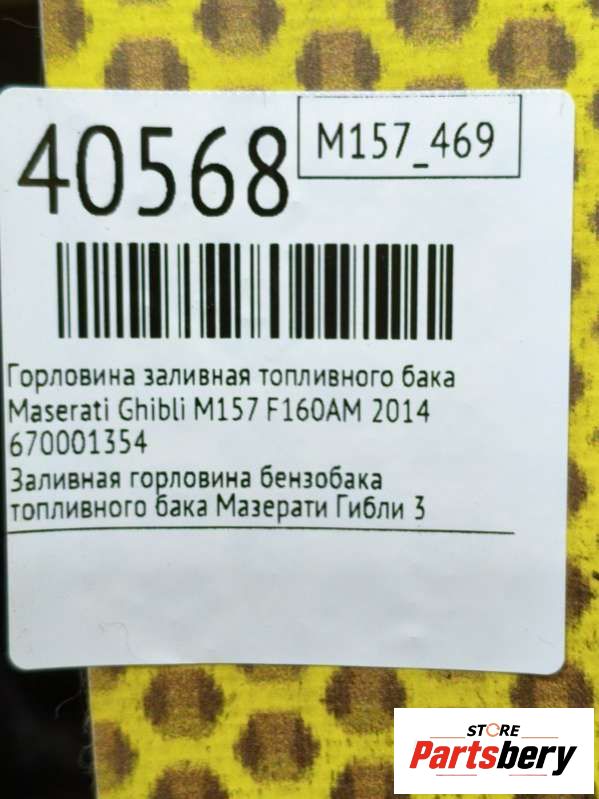 40568
M157_469
Горловина заливная топливного бака
Maserati Ghibli M157 F160AM 2014
670001354
Заливная горловина бензобака
топливного бака Мазерати Гибли 3
STORE
Partsbery